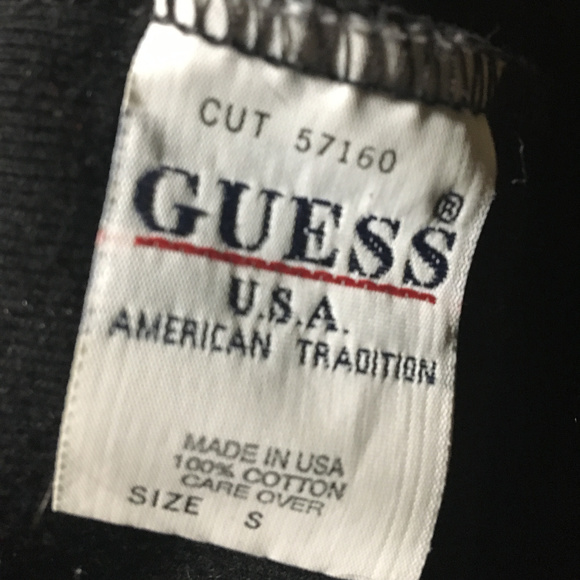 CUT 57160
GUESS®
U.S.A.
AMERICAN TRADITION
MADE IN USA
100% COTTON
CARE OVER
SIZE S